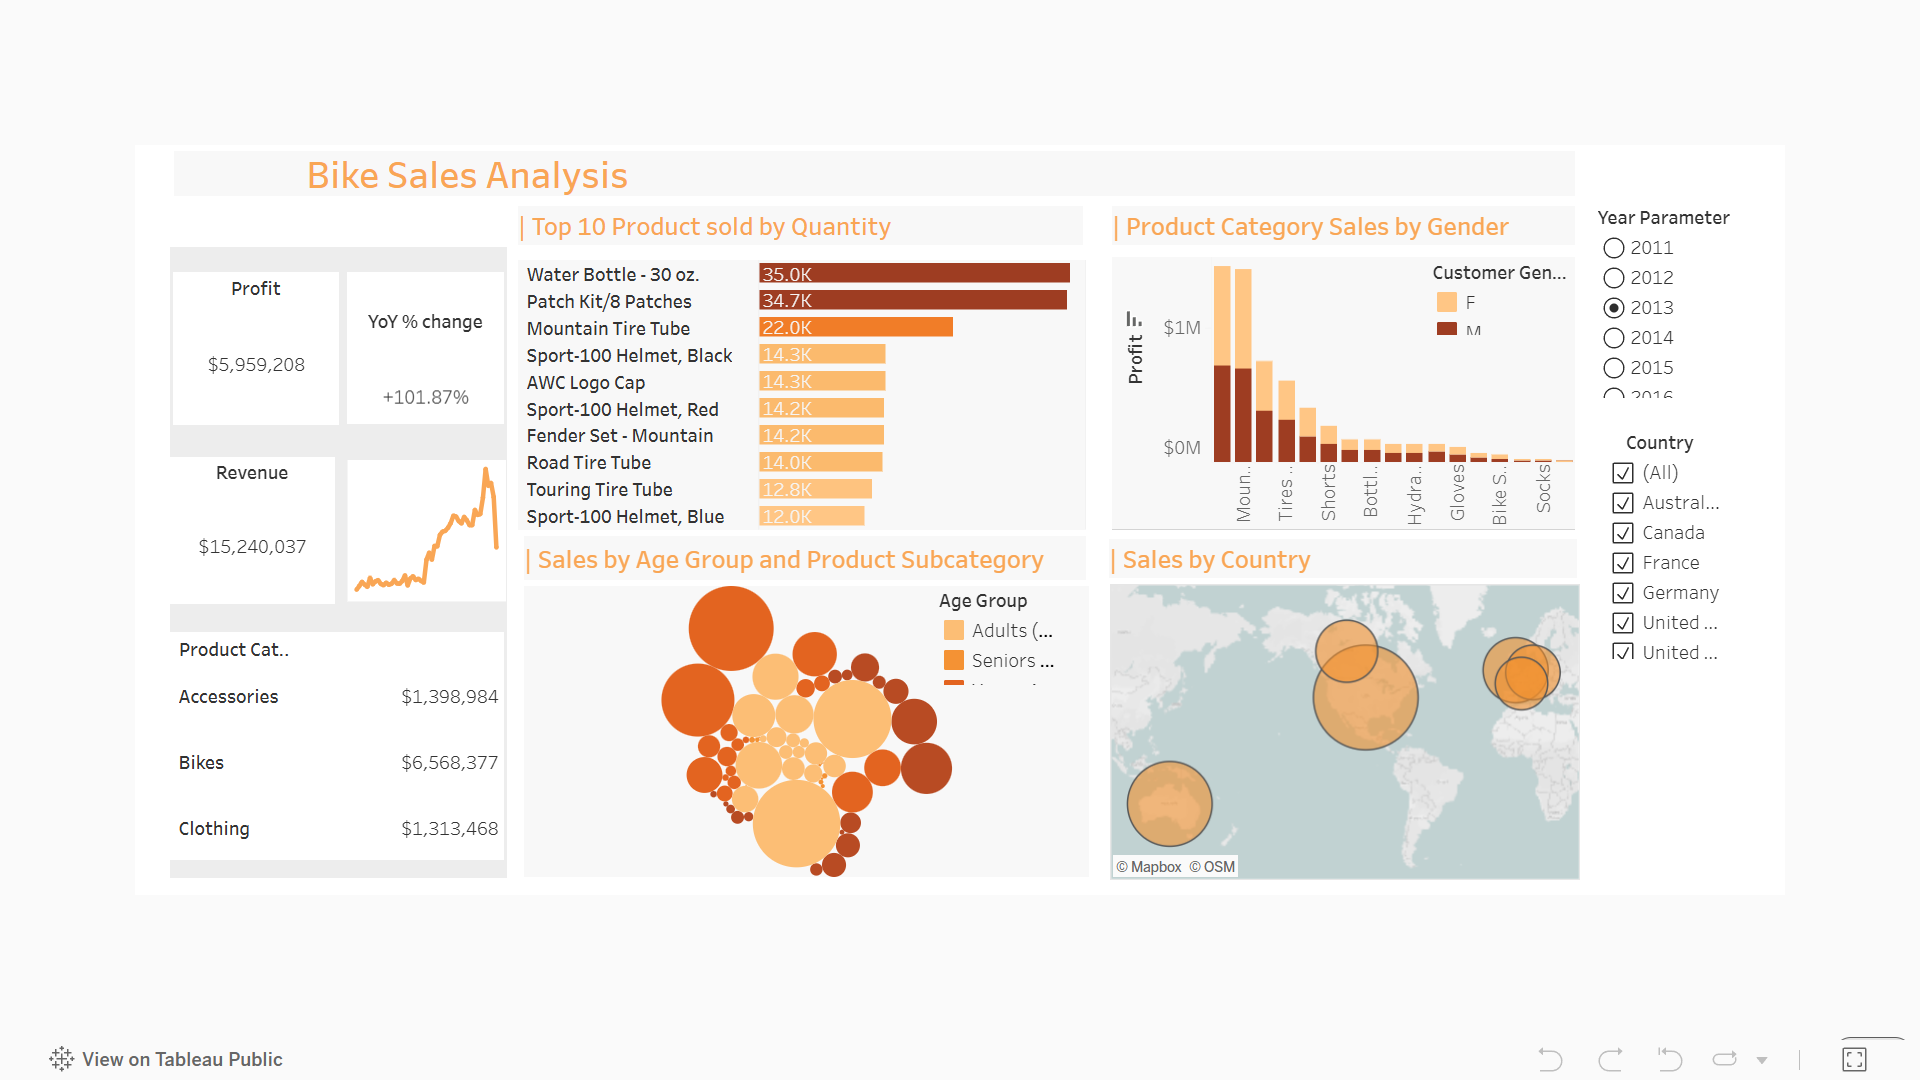 Bike Sales Analysis
Profit
$5,959,208
YoY % change
+101.87%
Revenue
$15,240,037
Product Cat..
Accessories $1,398,984
Bikes $6,568,377
Clothing $1,313,468
| Top 10 Product sold by Quantity
Water Bottle - 30 oz. 35.0K
Patch Kit/8 Patches 34.7K
Mountain Tire Tube 22.0K
Sport-100 Helmet, Black 14.3K
AWC Logo Cap 14.3K
Sport-100 Helmet, Red 14.2K
Fender Set - Mountain 14.2K
Road Tire Tube 14.0K
Touring Tire Tube 12.8K
Sport-100 Helmet, Blue 12.0K
| Product Category Sales by Gender
Customer Gen...
F
M
Profit
$1M
$0M
Moun..
Tires ..
Shorts
Bottl..
Hydra..
Gloves
Bike S..
Socks
| Sales by Age Group and Product Subcategory
Age Group
Adults (...
Seniors ...
| Sales by Country
© Mapbox © OSM
Year Parameter
2011
2012
2013
2014
2015
2016
Country
(All)
Austral...
Canada
France
Germany
United ...
United ...
View on Tableau Public